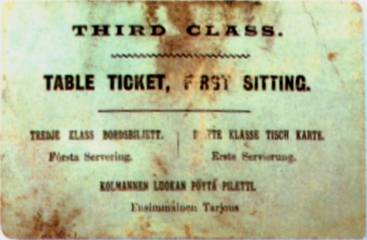 THIRD CLASS.
TABLE TICKET, FIRST SITTING.
TREDJE KLASS BORDSBILJETT.
Första Servering.
KLASSE TISCH KARTE.
Erste Servierung.
KOLMANNEN LUOKAN PÖYTÄ PILETTI.
Ensimmäinen Tarjous